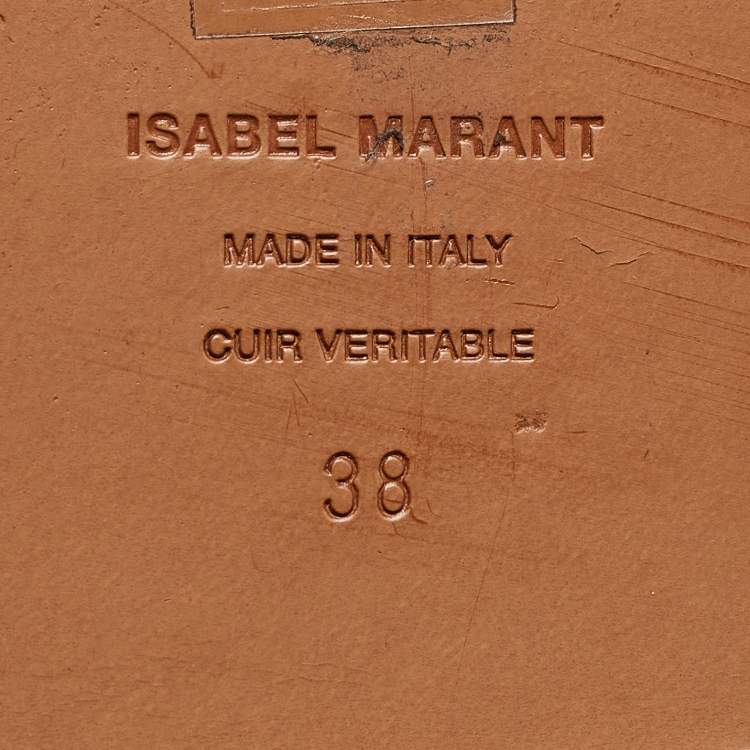 ISABEL MARANT
MADE IN ITALY
CUIR VERITABLE
38